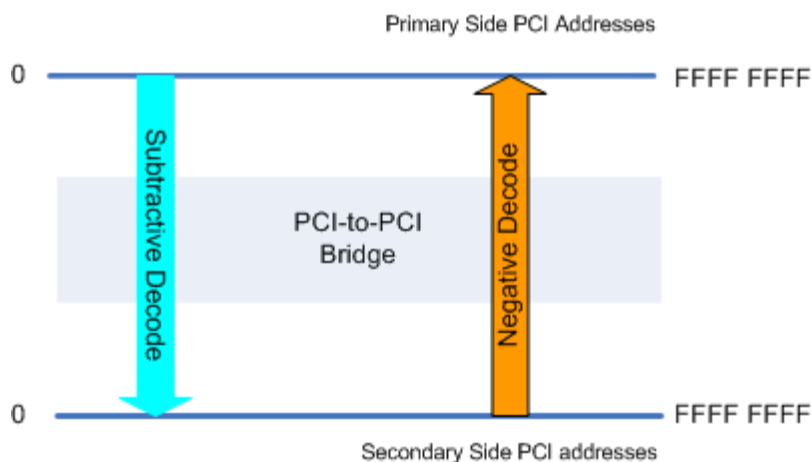 Primary Side PCI Addresses
0
FFFF FFFF
Subtractive Decode
Negative Decode
PCI-to-PCI
Bridge
0
FFFF FFFF
Secondary Side PCI addresses